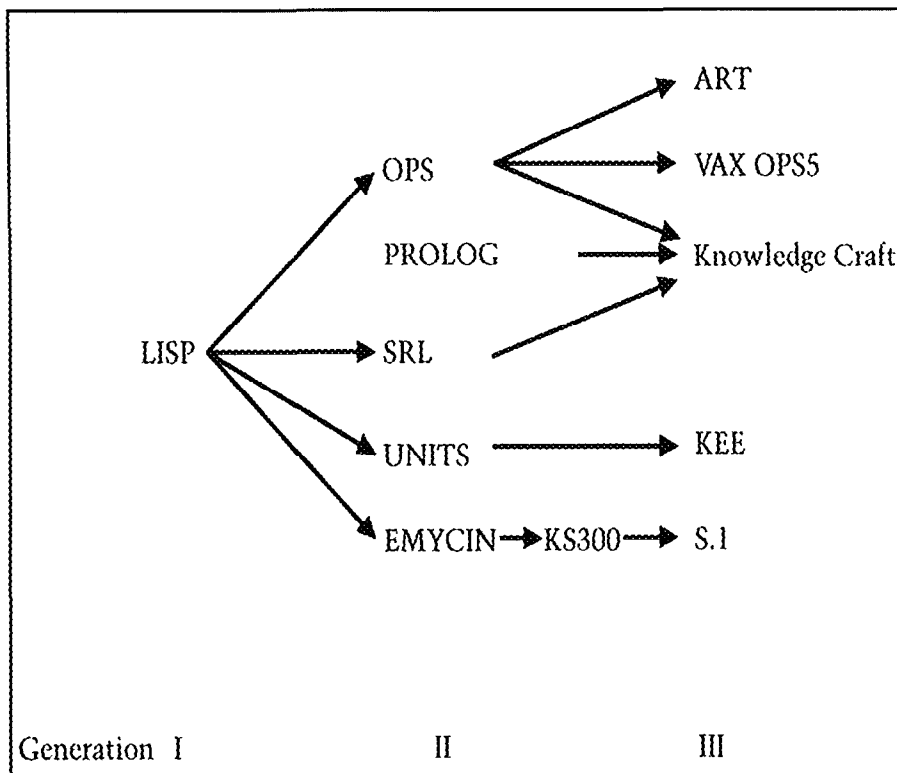 ART
OPS VAX OPS5
PROLOG Knowledge Craft
LISP SRL
UNITS KEE
EMYCIN KS300 S.1
Generation I II III